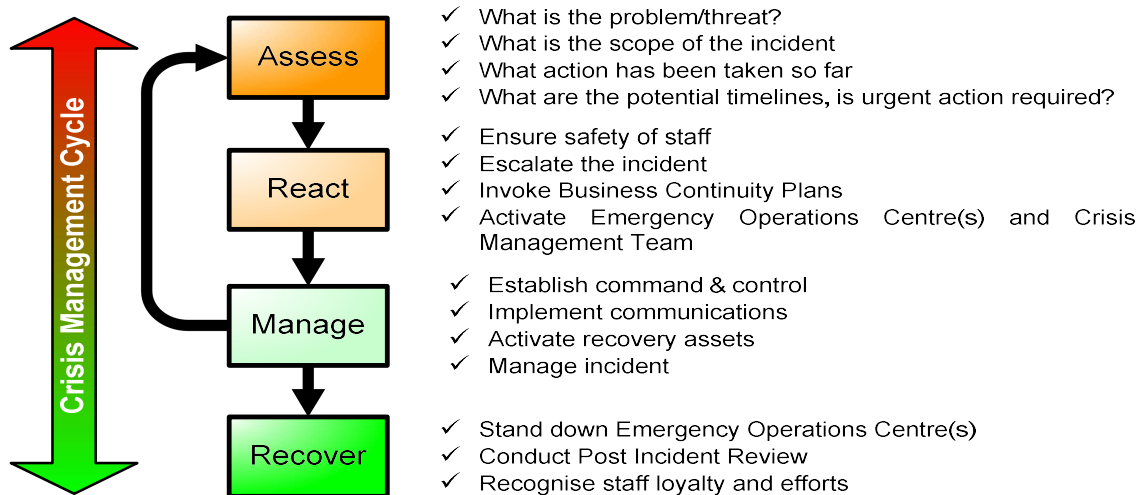 Crisis Management Cycle
Assess
✓ What is the problem/threat?
✓ What is the scope of the incident
✓ What action has been taken so far
✓ What are the potential timelines, is urgent action required?
React
✓ Ensure safety of staff
✓ Escalate the incident
✓ Invoke Business Continuity Plans
✓ Activate Emergency Operations Centre(s) and Crisis
Management Team
Manage
✓ Establish command & control
✓ Implement communications
✓ Activate recovery assets
✓ Manage incident
Recover
✓ Stand down Emergency Operations Centre(s)
✓ Conduct Post Incident Review
✓ Recognise staff loyalty and efforts